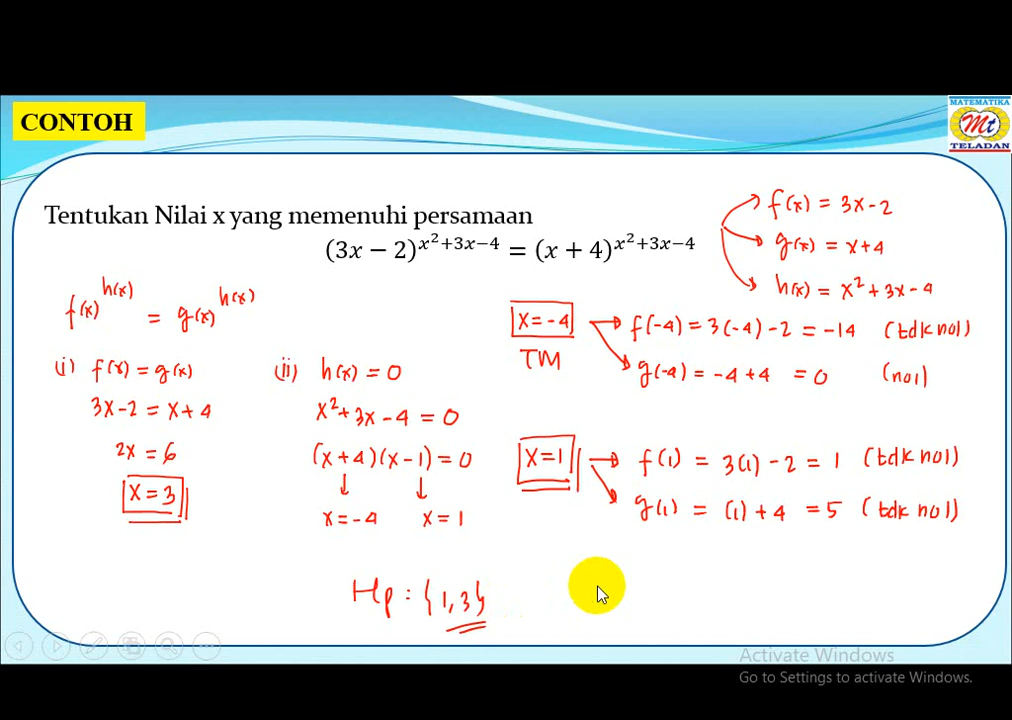 CONTOH
MATEMATIKA
Mt
TELADAN
Tentukan Nilai x yang memenuhi persamaan
(3x − 2)^{x²+3x−4} = (x + 4)^{x²+3x−4}
f(x) = 3x-2
g(x) = x+4
h(x) = x² + 3x - 4
f(x)^{h(x)} = g(x)^{h(x)}
(i) f(x) = g(x)
3x - 2 = x + 4
2x = 6
x = 3
(ii) h(x) = 0
x² + 3x - 4 = 0
(x + 4)(x - 1) = 0
↓ ↓
x = -4 x = 1
x = -4 → f(-4) = 3(-4) - 2 = -14 (tdk nol)
TM
g(-4) = -4 + 4 = 0 (nol)
x = 1 → f(1) = 3(1) - 2 = 1 (tdk nol)
g(1) = (1) + 4 = 5 (tdk nol)
Hp : {1, 3}
Activate Windows
Go to Settings to activate Windows.